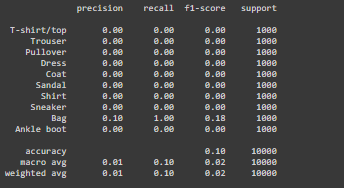 precision recall f1-score support
T-shirt/top 0.00 0.00 0.00 1000
Trouser 0.00 0.00 0.00 1000
Pullover 0.00 0.00 0.00 1000
Dress 0.00 0.00 0.00 1000
Coat 0.00 0.00 0.00 1000
Sandal 0.00 0.00 0.00 1000
Shirt 0.00 0.00 0.00 1000
Sneaker 0.00 0.00 0.00 1000
Bag 0.10 1.00 0.18 1000
Ankle boot 0.00 0.00 0.00 1000
accuracy 0.10 10000
macro avg 0.01 0.10 0.02 10000
weighted avg 0.01 0.10 0.02 10000